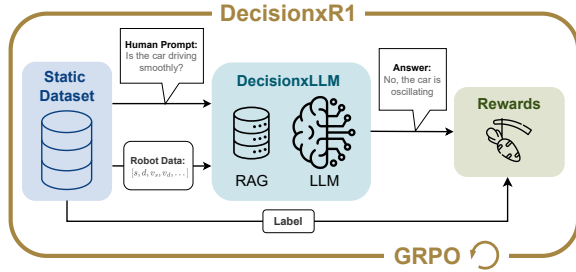 DecisionxR1
Human Prompt:
Is the car driving
smoothly?
Answer:
No, the car is
oscillating
Static
Dataset
DecisionxLLM
Rewards
Robot Data:
[s, d, v_s, v_d, . . . ]
RAG
LLM
Label
GRPO